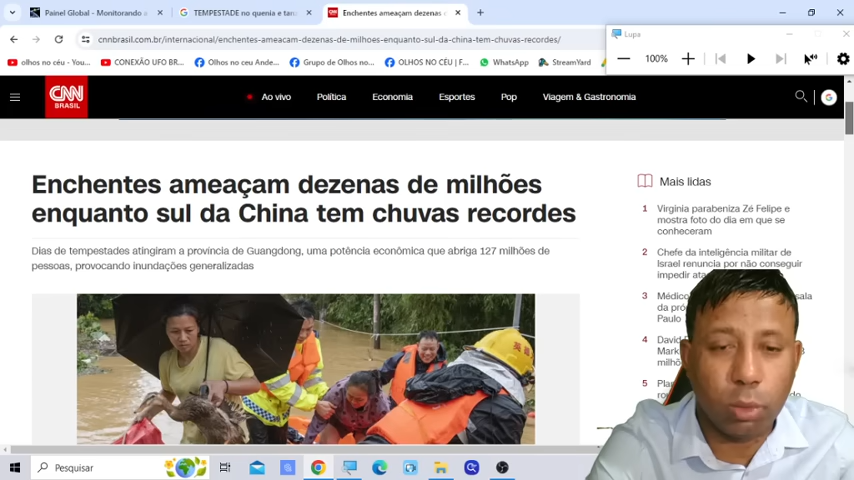 Painel Global - Monitorando
TEMPESTADE no quenia e tan
Enchentes ameaçam dezenas
Lupa
cnnbrasil.com.br/internacional/enchentes-ameacam-dezenas-de-milhoes-enquanto-sul-da-china-tem-chuvas-recordes/
100%
olhos no céu - You...
CONEXÃO UFO BR...
Olhos no ceu Ande...
Grupo de Olhos no...
OLHOS NO CÉU | F...
WhatsApp
StreamYard
CNN
BRASIL
Ao vivo
Política
Economia
Esportes
Pop
Viagem & Gastronomia
Enchentes ameaçam dezenas de milhões
enquanto sul da China tem chuvas recordes
Dias de tempestades atingiram a província de Guangdong, uma potência econômica que abriga 127 milhões de
pessoas, provocando inundações generalizadas
Mais lidas
1 Virginia parabeniza Zé Felipe e
mostra foto do dia em que se
conheceram
2 Chefe da inteligência militar de
Israel renuncia por não conseguir
impedir
3
da
Paulo
4
5
Pesquisar